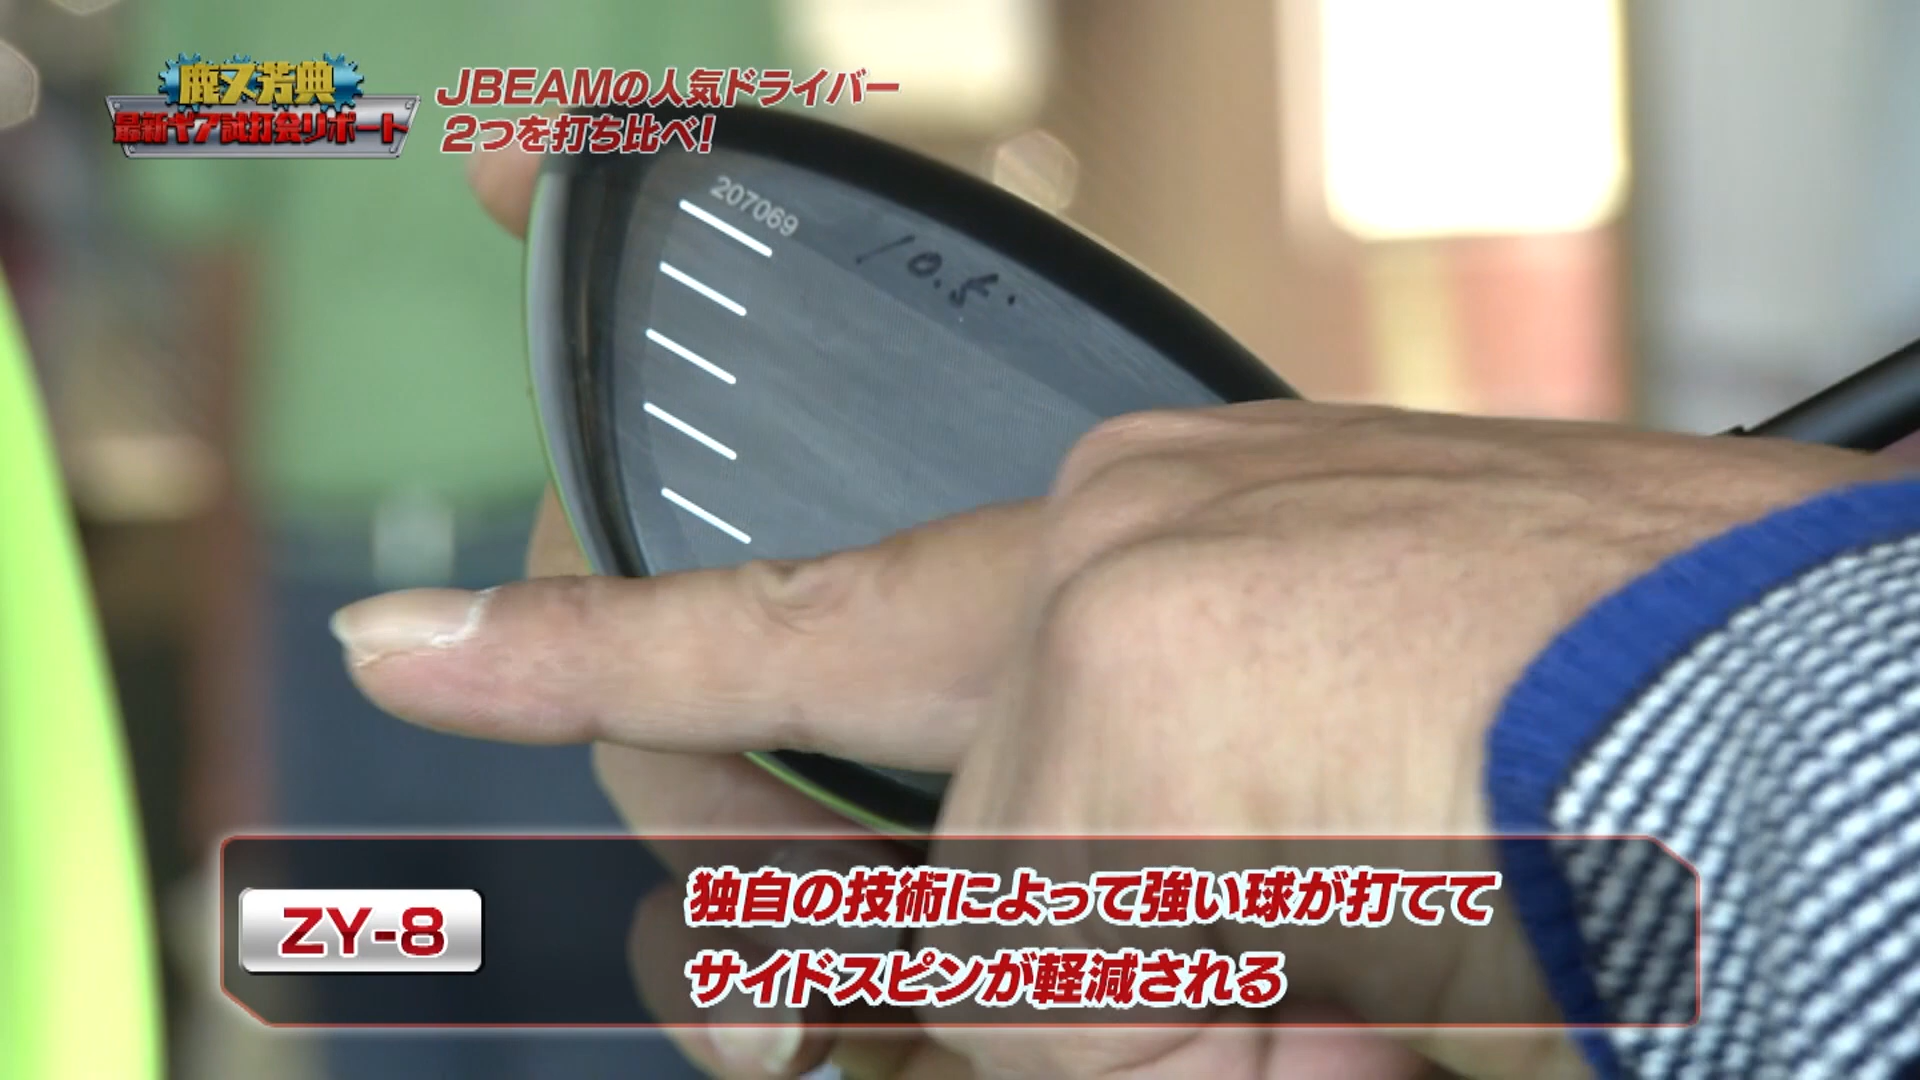 鹿又芳典
最新ギア試打会リポート
JBEAMの人気ドライバー
2つを打ち比べ!
207069
10.5.
ZY-8
独自の技術によって強い球が打てて
サイドスピンが軽減される